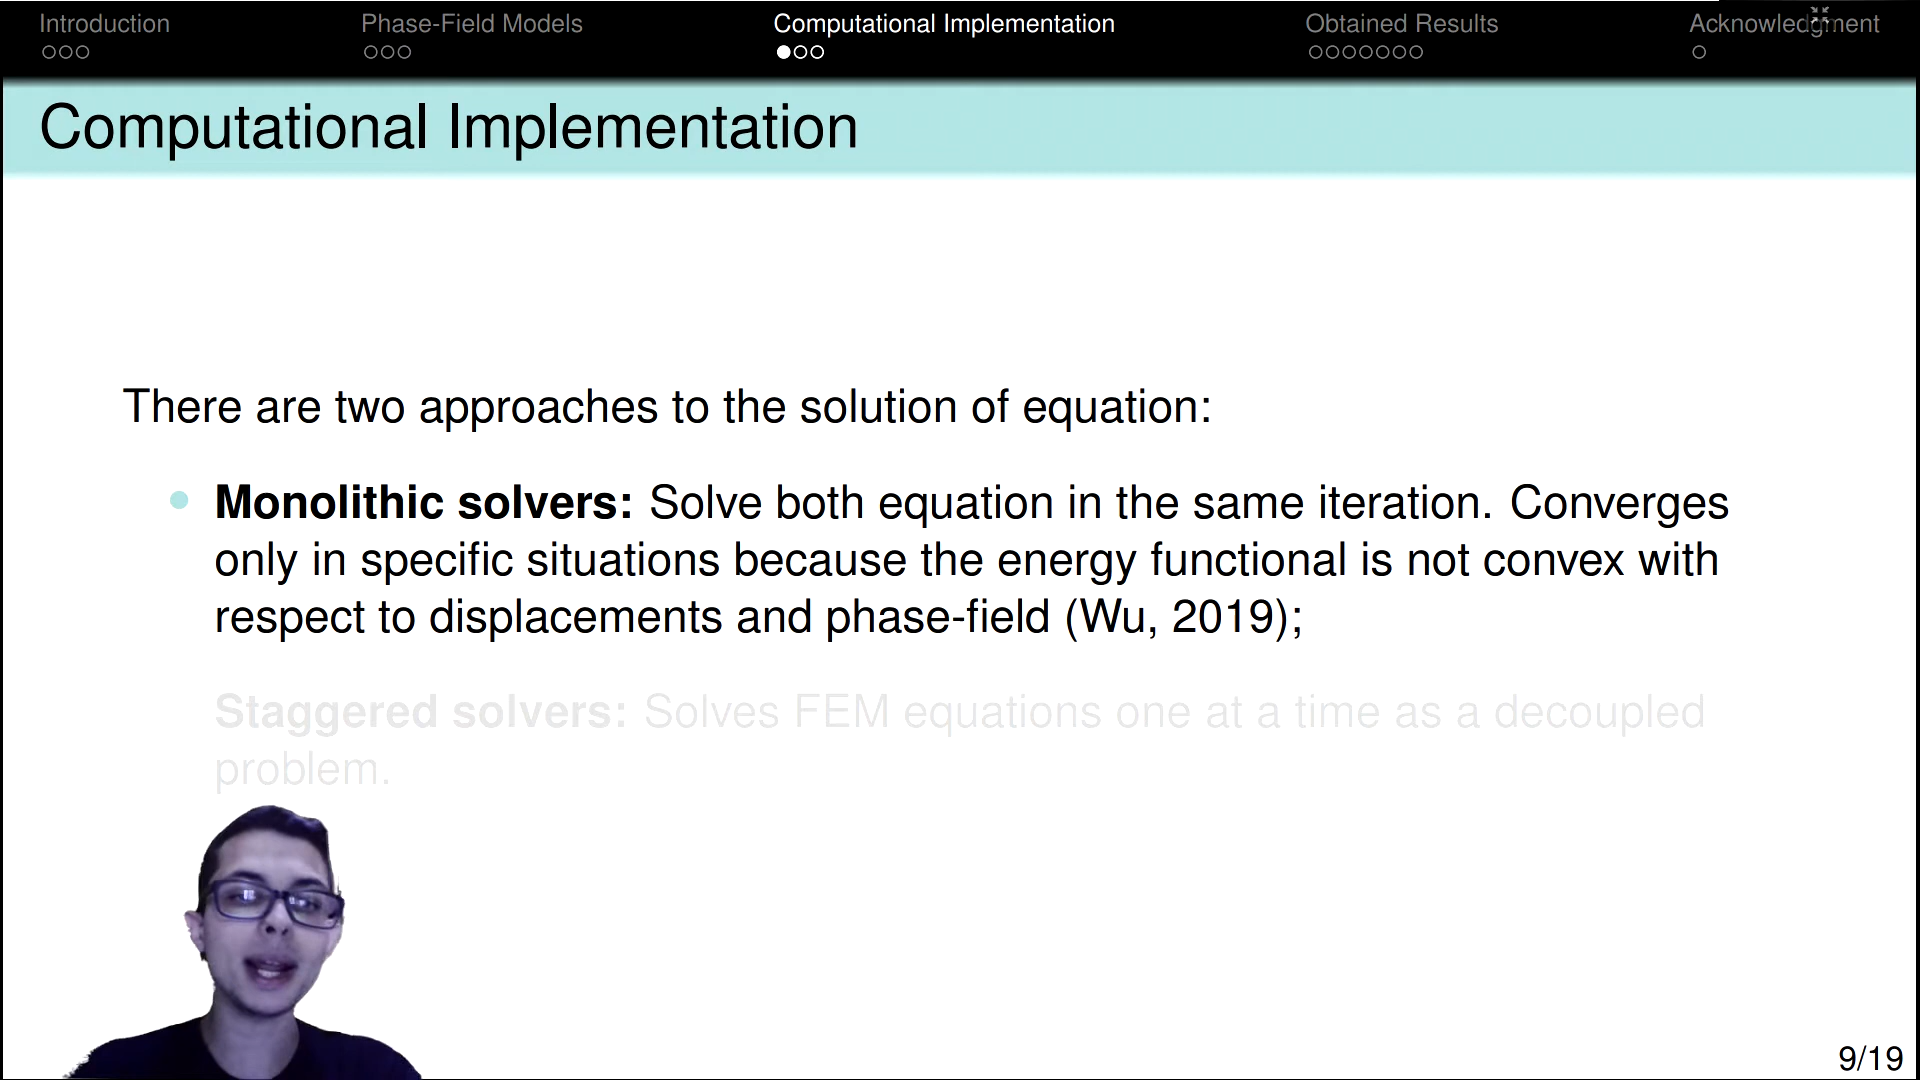 Introduction
Phase-Field Models
Computational Implementation
Obtained Results
Acknowledgment
Computational Implementation
There are two approaches to the solution of equation:
Monolithic solvers: Solve both equation in the same iteration. Converges
only in specific situations because the energy functional is not convex with
respect to displacements and phase-field (Wu, 2019);
Staggered solvers: Solves FEM equations one at a time as a decoupled
problem.
9/19